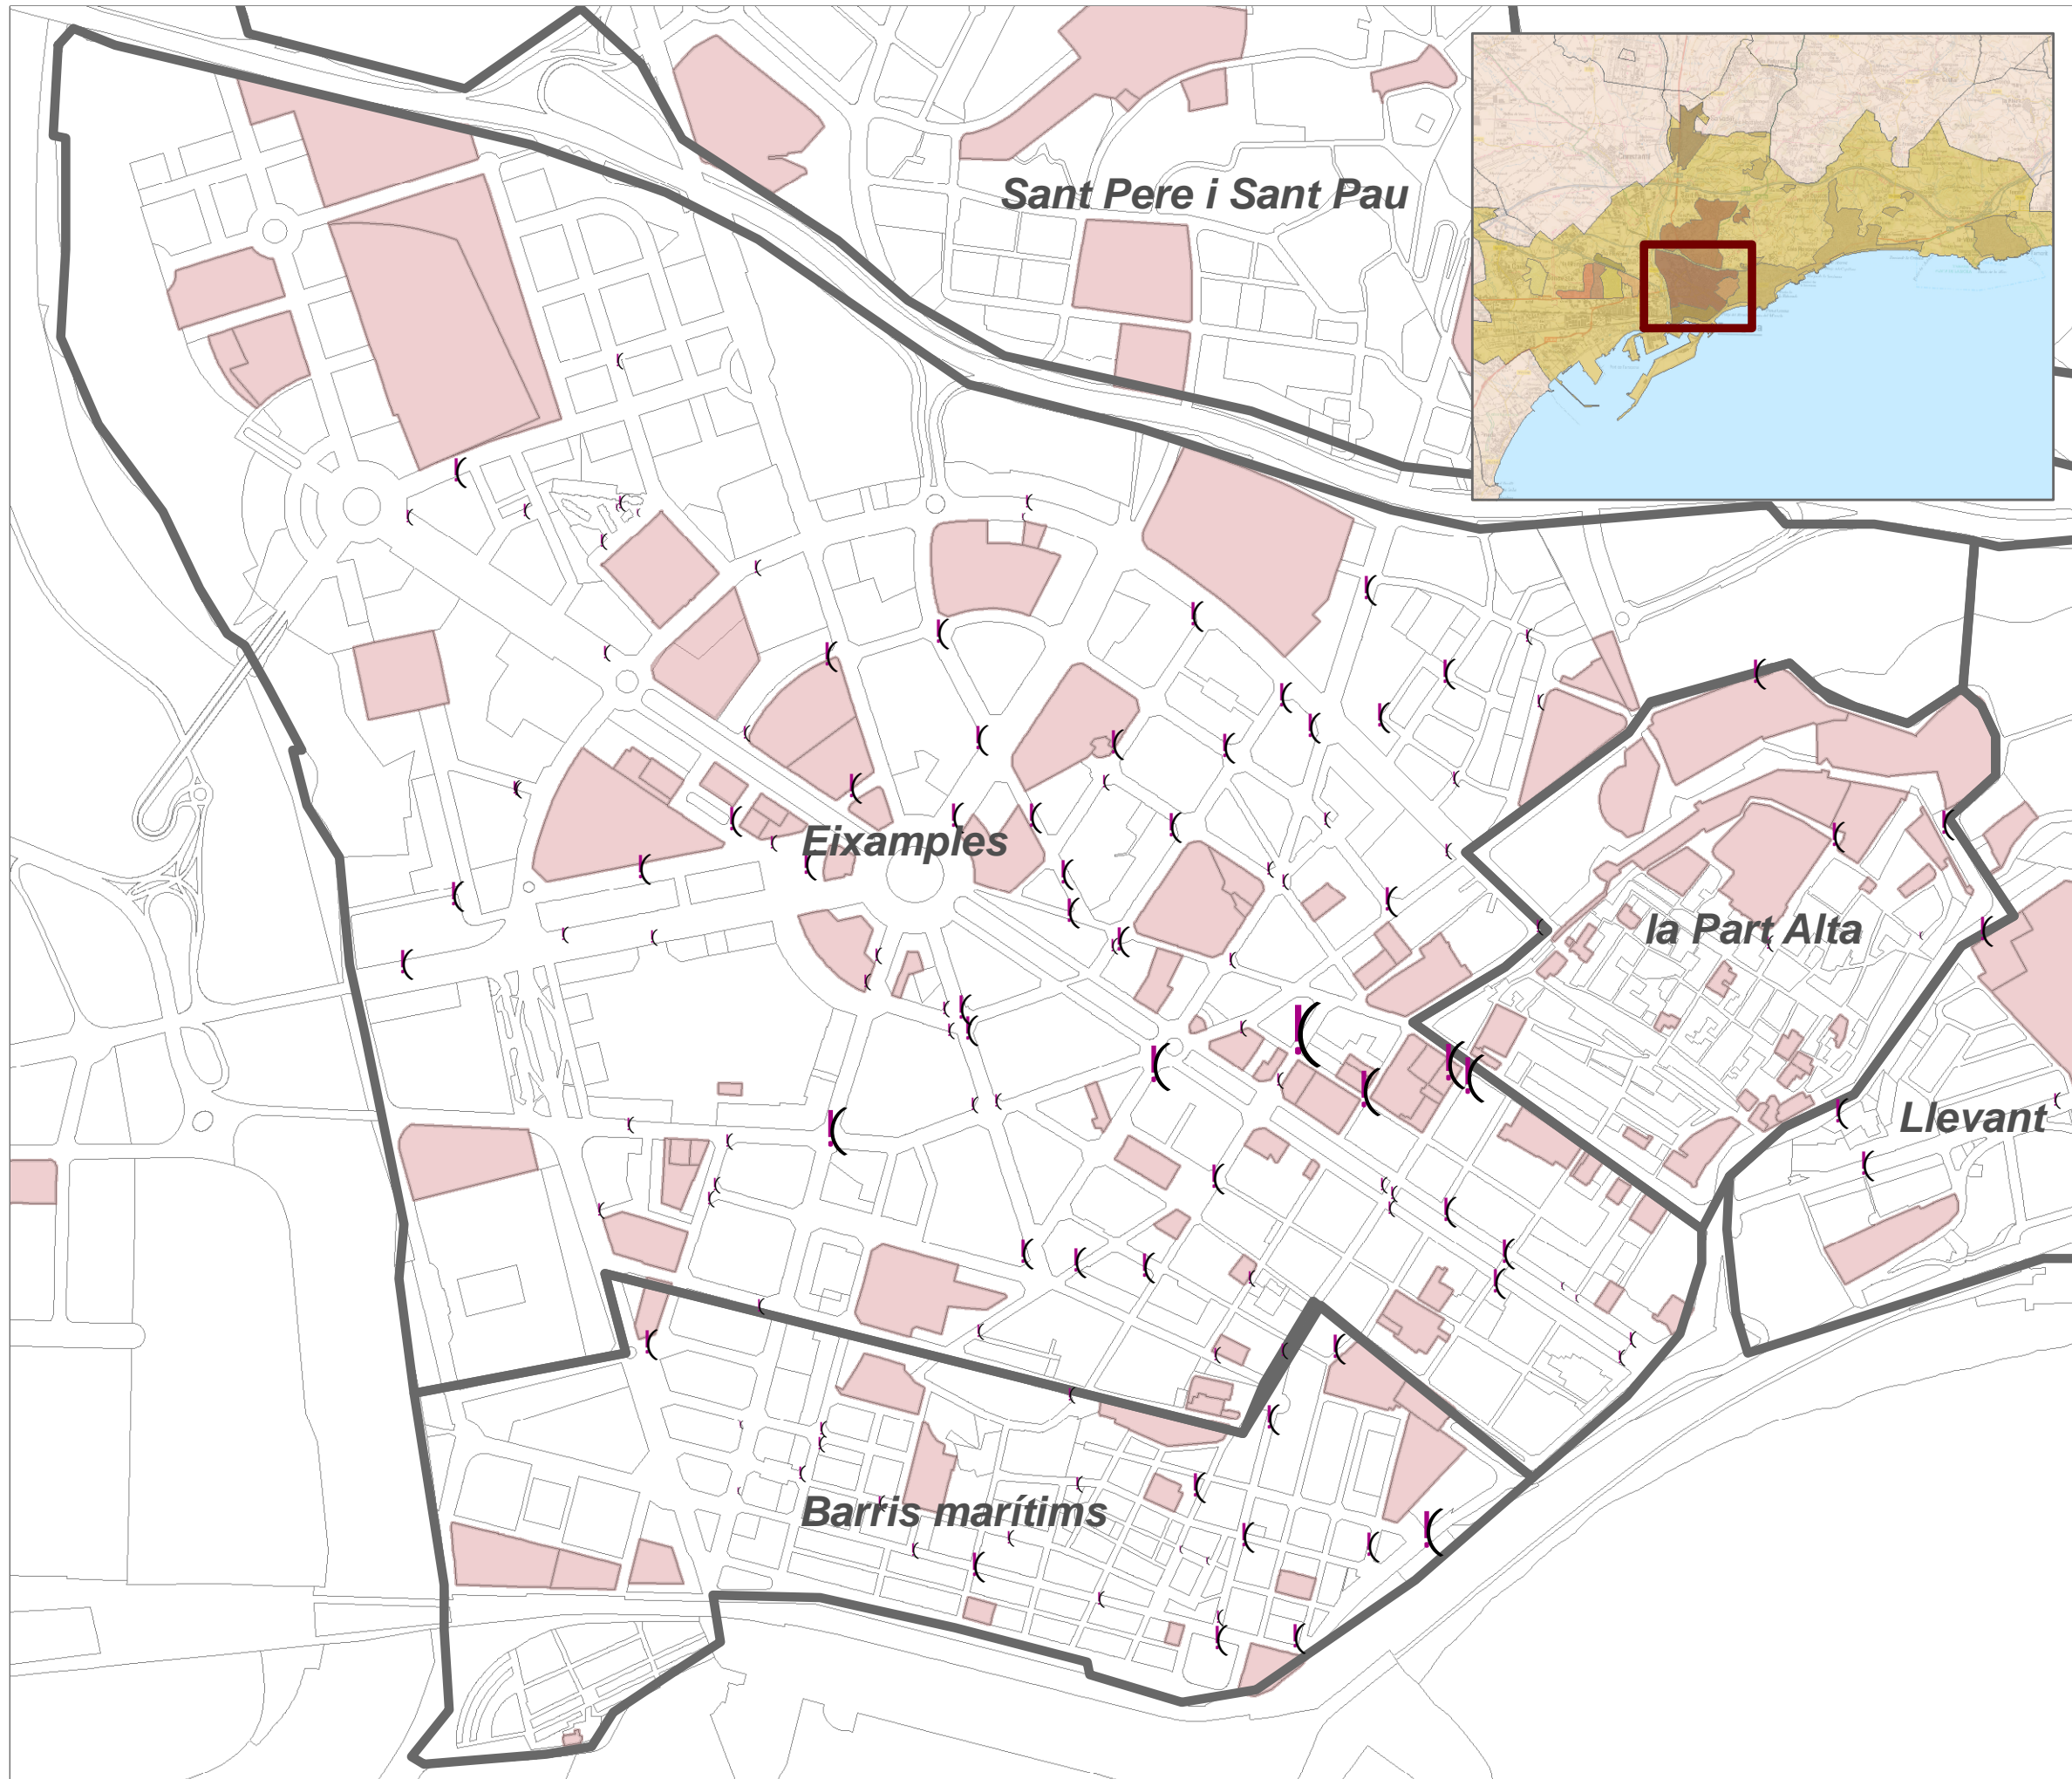 Sant Pere i Sant Pau
Eixamples
la Part Alta
Llevant
Barris marítims